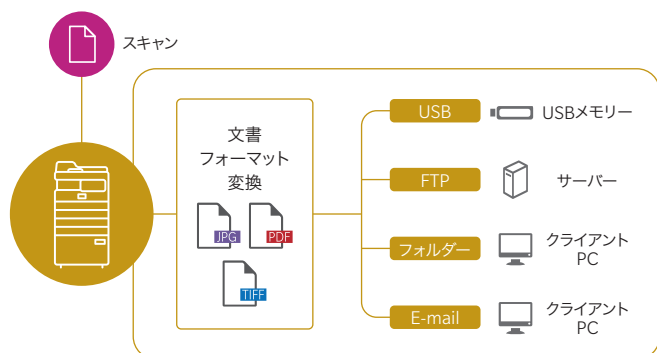 スキャン
文書
フォーマット
変換
JPG
PDF
TIFF
USB
USBメモリー
FTP
サーバー
フォルダー
クライアント
PC
E-mail
クライアント
PC